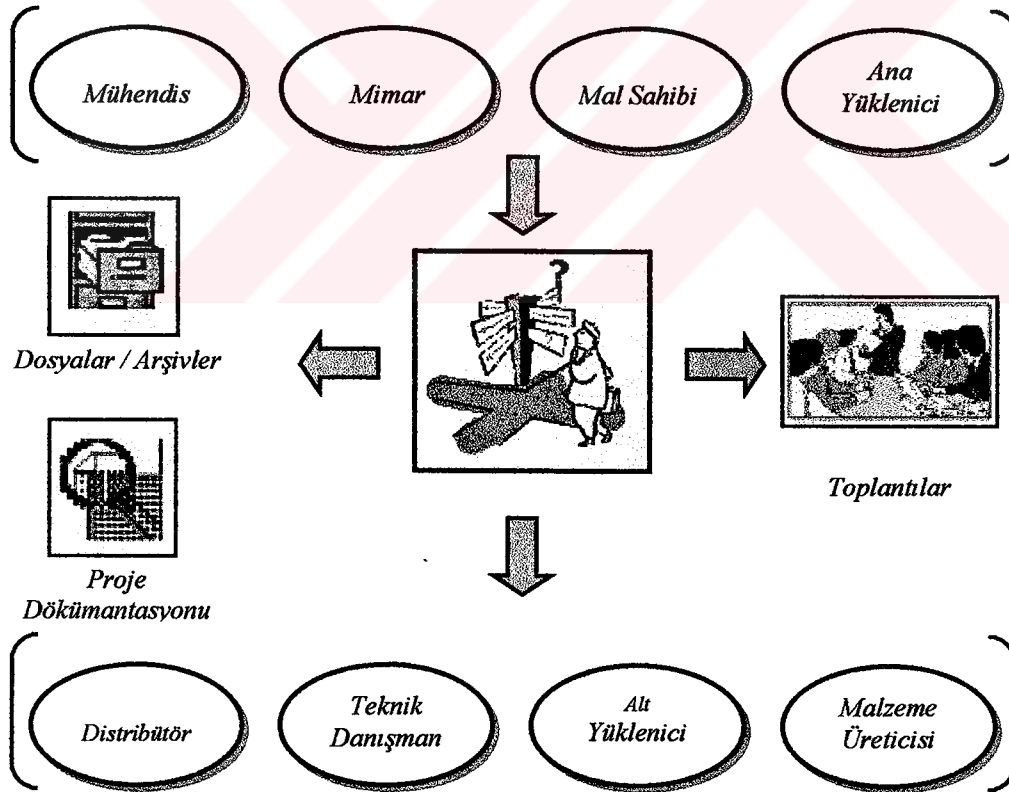 Mühendis
Mimar
Mal Sahibi
Ana
Yüklenici
Dosyalar / Arşivler
Toplantılar
Proje
Dökümantasyonu
Distribütör
Teknik
Danışman
Alt
Yüklenici
Malzeme
Üreticisi